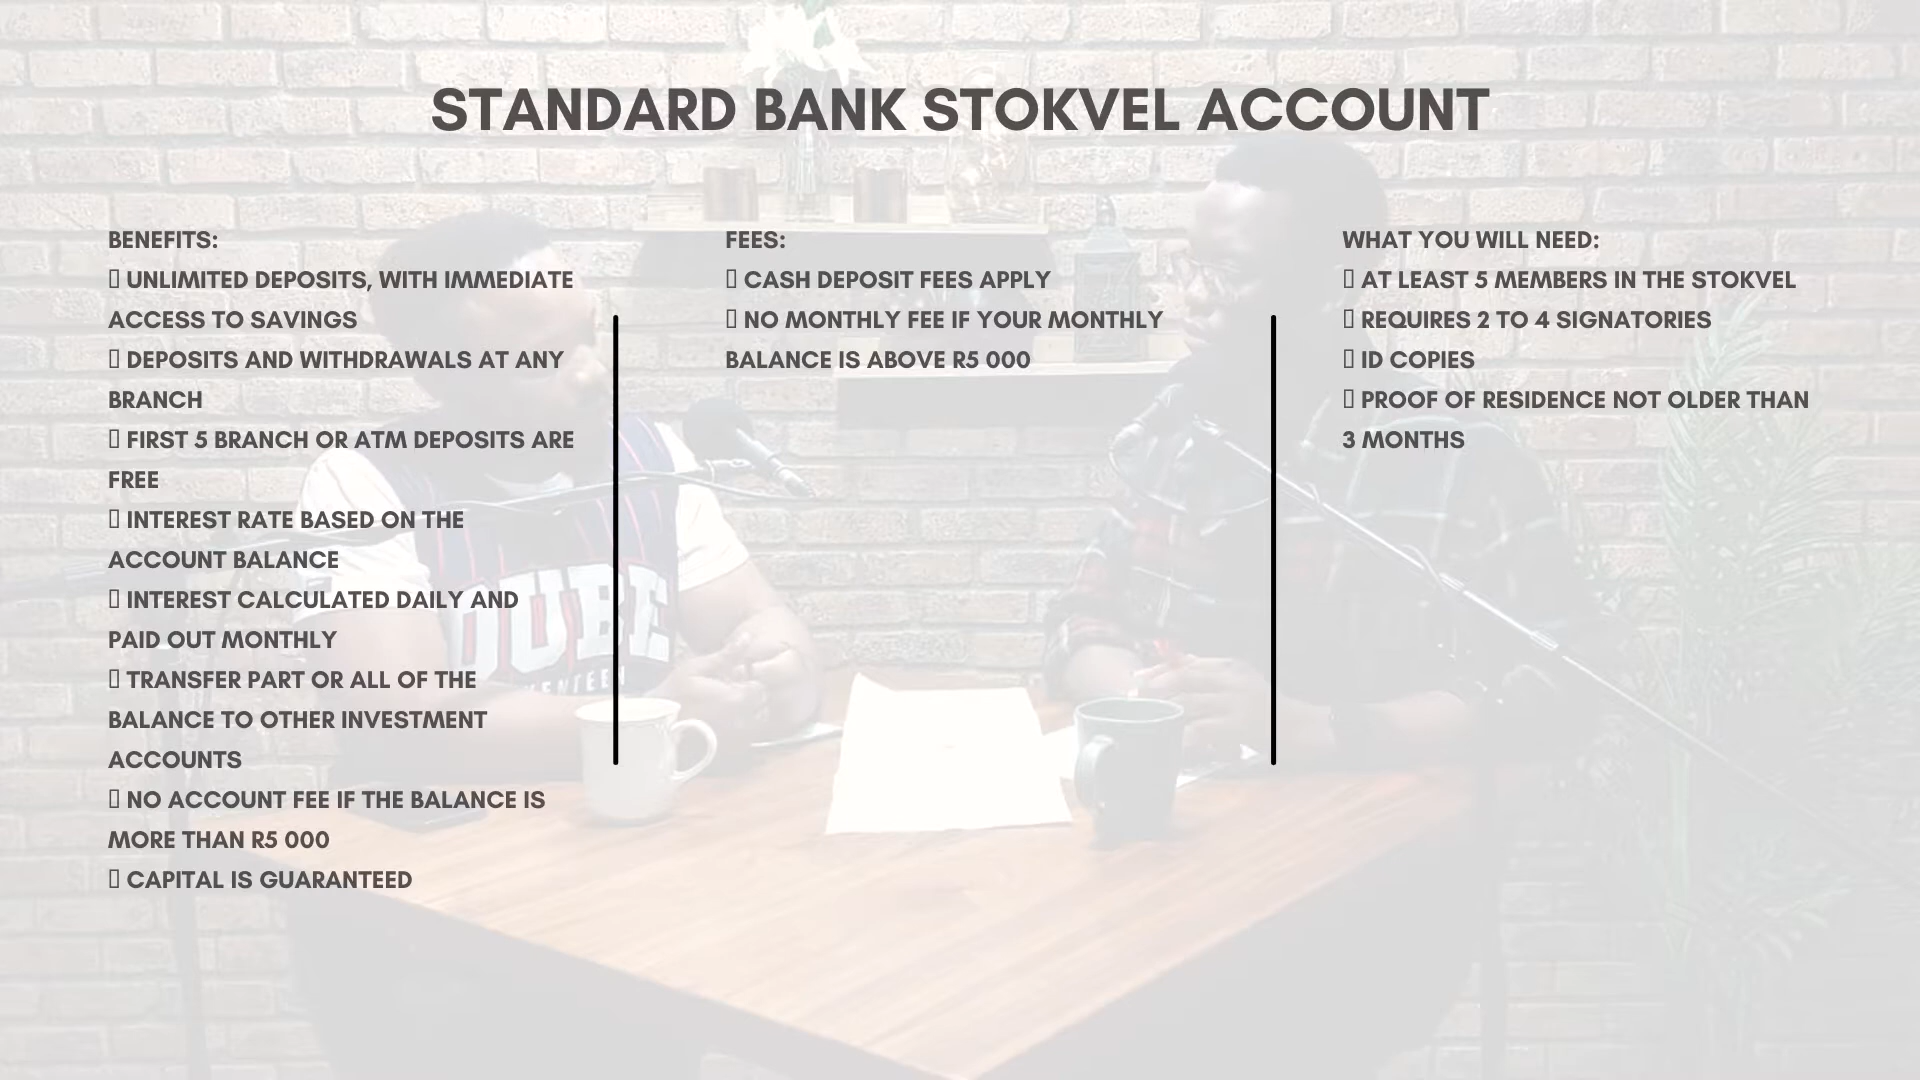 STANDARD BANK STOKVEL ACCOUNT
BENEFITS:
UNLIMITED DEPOSITS, WITH IMMEDIATE
ACCESS TO SAVINGS
DEPOSITS AND WITHDRAWALS AT ANY
BRANCH
FIRST 5 BRANCH OR ATM DEPOSITS ARE
FREE
INTEREST RATE BASED ON THE
ACCOUNT BALANCE
INTEREST CALCULATED DAILY AND
PAID OUT MONTHLY
TRANSFER PART OR ALL OF THE
BALANCE TO OTHER INVESTMENT
ACCOUNTS
NO ACCOUNT FEE IF THE BALANCE IS
MORE THAN R5 000
CAPITAL IS GUARANTEED
FEES:
CASH DEPOSIT FEES APPLY
NO MONTHLY FEE IF YOUR MONTHLY
BALANCE IS ABOVE R5 000
WHAT YOU WILL NEED:
AT LEAST 5 MEMBERS IN THE STOKVEL
REQUIRES 2 TO 4 SIGNATORIES
ID COPIES
PROOF OF RESIDENCE NOT OLDER THAN
3 MONTHS
DUBE